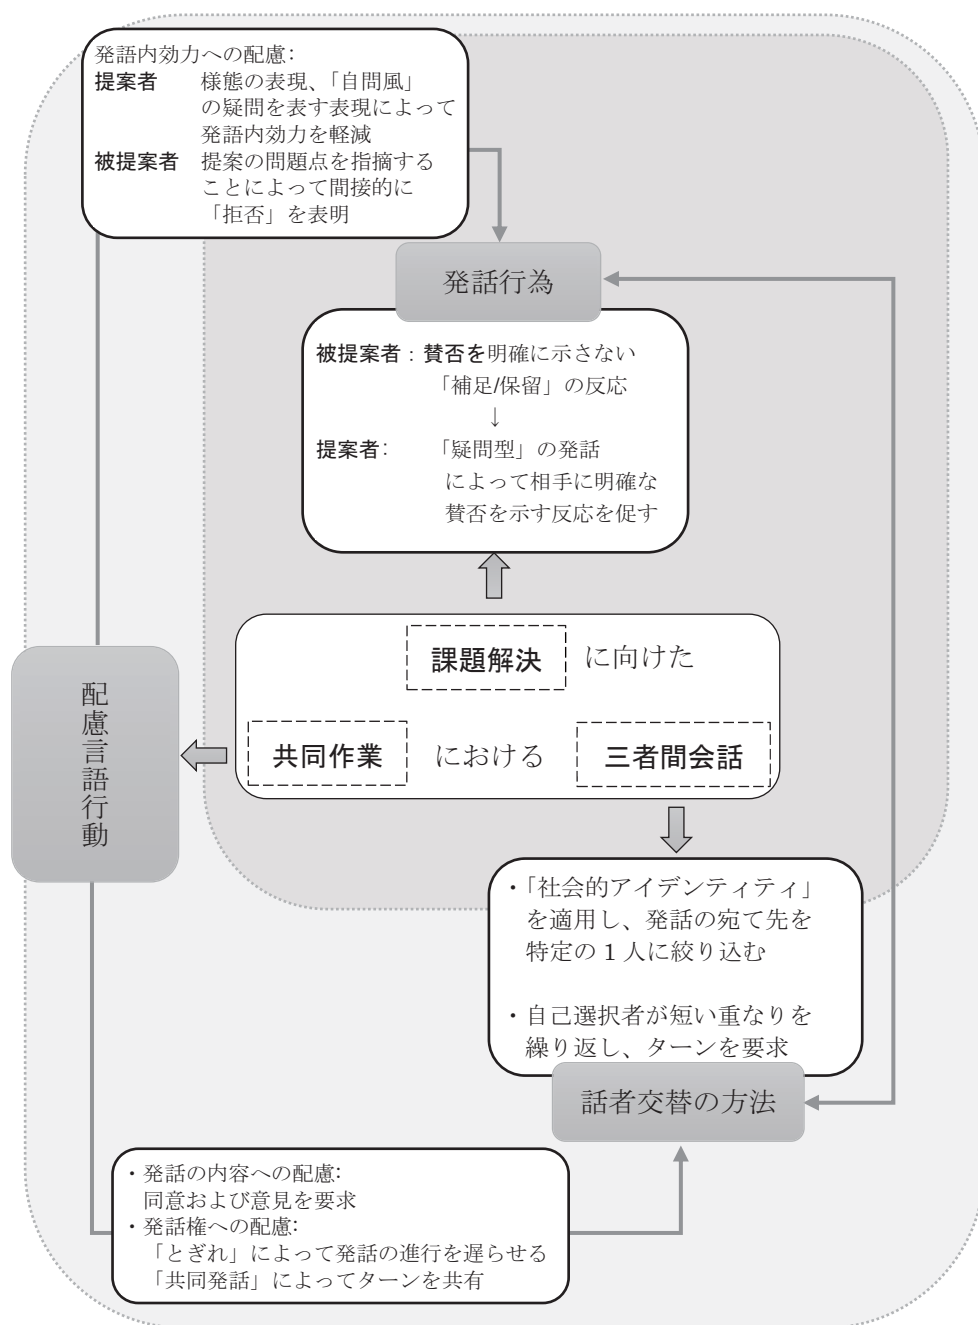 発語内効力への配慮:
提案者　様態の表現、「自問風」
の疑問を表す表現によって
発語内効力を軽減
被提案者　提案の問題点を指摘する
ことによって間接的に
「拒否」を表明
発話行為
被提案者：賛否を明確に示さない
「補足/保留」の反応
↓
提案者:　「疑問型」の発話
によって相手に明確な
賛否を示す反応を促す
課題解決　に向けた
共同作業　における　三者間会話
配慮言語行動
・「社会的アイデンティティ」
を適用し、発話の宛て先を
特定の 1 人に絞り込む
・自己選択者が短い重なりを
繰り返し、ターンを要求
話者交替の方法
・発話の内容への配慮:
同意および意見を要求
・発話権への配慮:
「とぎれ」によって発話の進行を遅らせる
「共同発話」によってターンを共有